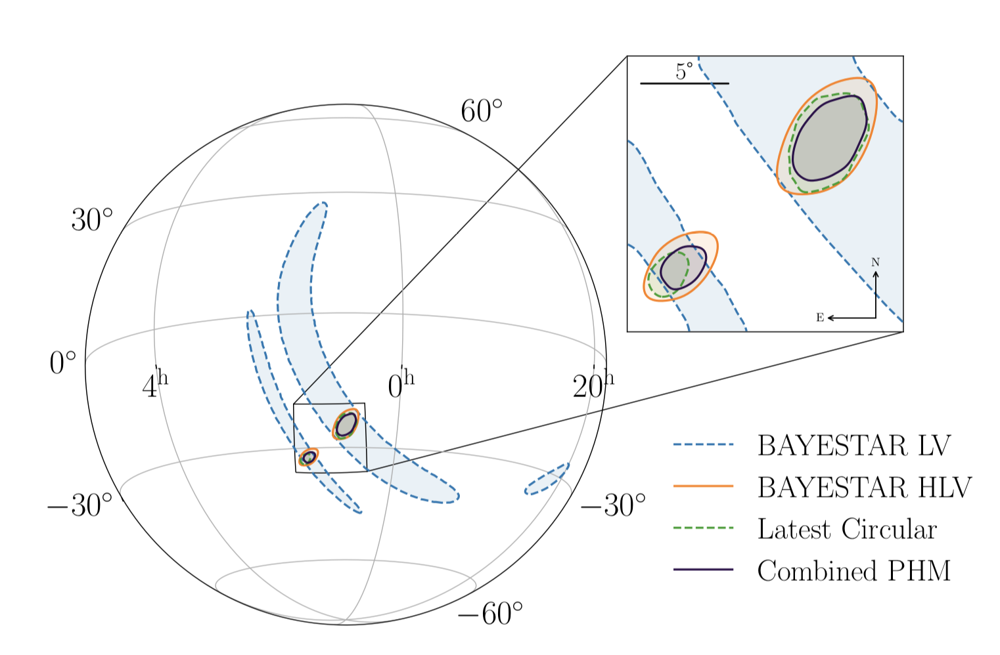 5°
60°
30°
N
E
0°
4h
0h
20h
BAYESTAR LV
BAYESTAR HLV
−30°
−30°
Latest Circular
Combined PHM
−60°